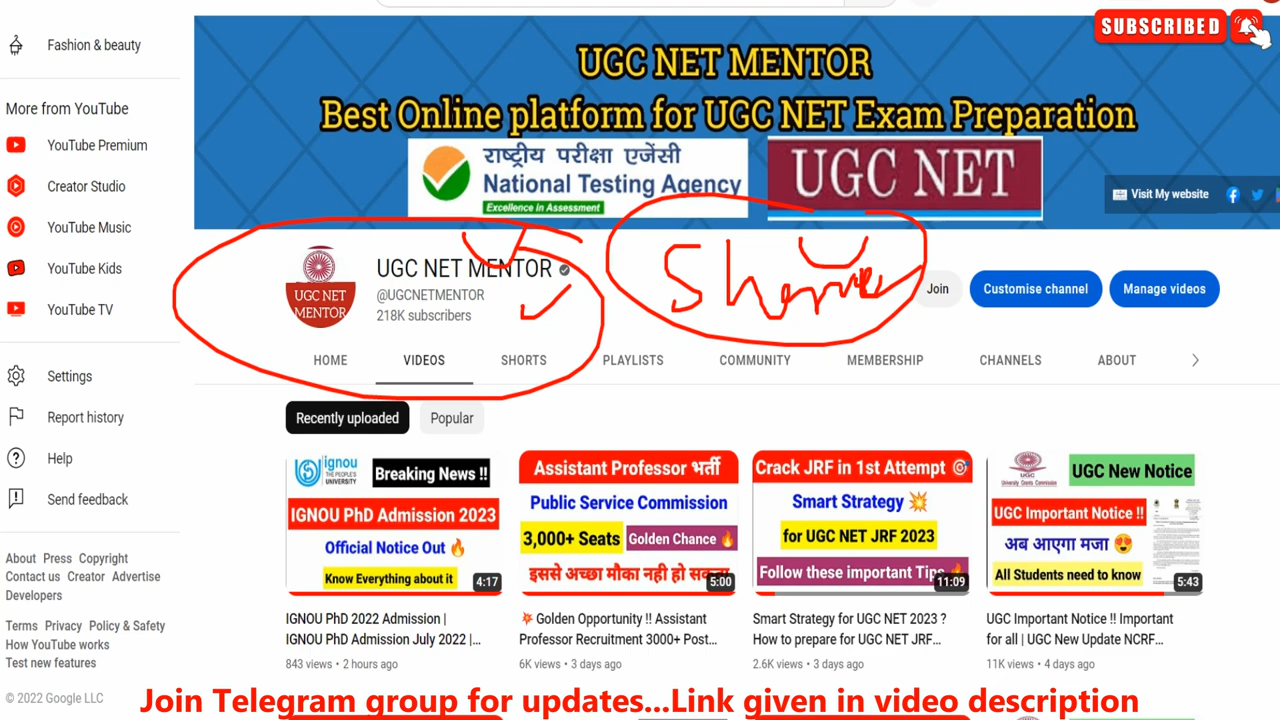 SUBSCRIBED
Fashion & beauty
UGC NET MENTOR
Best Online platform for UGC NET Exam Preparation
More from YouTube
YouTube Premium
Creator Studio
YouTube Music
YouTube Kids
YouTube TV
राष्ट्रीय परीक्षा एजेंसी
National Testing Agency
Excellence in Assessment
UGC NET
Visit My website
UGC NET MENTOR
UGC NET MENTOR
@UGCNETMENTOR
218K subscribers
Join
Customise channel
Manage videos
HOME VIDEOS SHORTS PLAYLISTS COMMUNITY MEMBERSHIP CHANNELS ABOUT
Settings
Report history
Help
Send feedback
Recently uploaded Popular
ignou
THE PEOPLE'S
UNIVERSITY
Breaking News !!
IGNOU PhD Admission 2023
Official Notice Out
Know Everything about it
4:17
IGNOU PhD 2022 Admission |
IGNOU PhD Admission July 2022 |...
843 views • 2 hours ago
Assistant Professor भर्ती
Public Service Commission
3,000+ Seats Golden Chance
इससे अच्छा मौका नही हो सकता
5:00
Golden Opportunity !! Assistant
Professor Recruitment 3000+ Post...
6K views • 3 days ago
Crack JRF in 1st Attempt
Smart Strategy
for UGC NET JRF 2023
Follow these important Tips
11:09
Smart Strategy for UGC NET 2023 ?
How to prepare for UGC NET JRF...
2.6K views • 3 days ago
University Grants Commission
UGC New Notice
UGC Important Notice !!
अब आएगा मजा
All Students need to know
5:43
UGC Important Notice !! Important
for all | UGC New Update NCRF...
11K views • 4 days ago
About Press Copyright
Contact us Creator Advertise
Developers
Terms Privacy Policy & Safety
How YouTube works
Test new features
© 2022 Google LLC
Join Telegram group for updates...Link given in video description